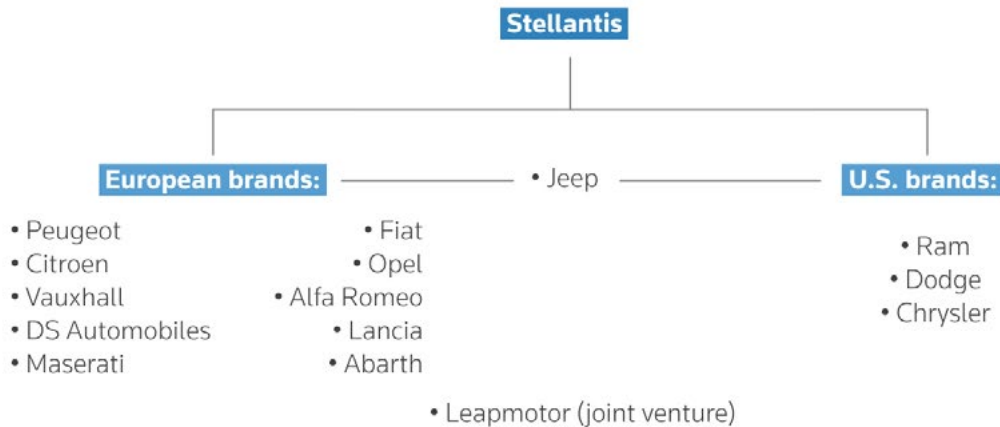 Stellantis
European brands:
• Jeep
U.S. brands:
• Peugeot
• Citroen
• Vauxhall
• DS Automobiles
• Maserati
• Fiat
• Opel
• Alfa Romeo
• Lancia
• Abarth
• Ram
• Dodge
• Chrysler
• Leapmotor (joint venture)